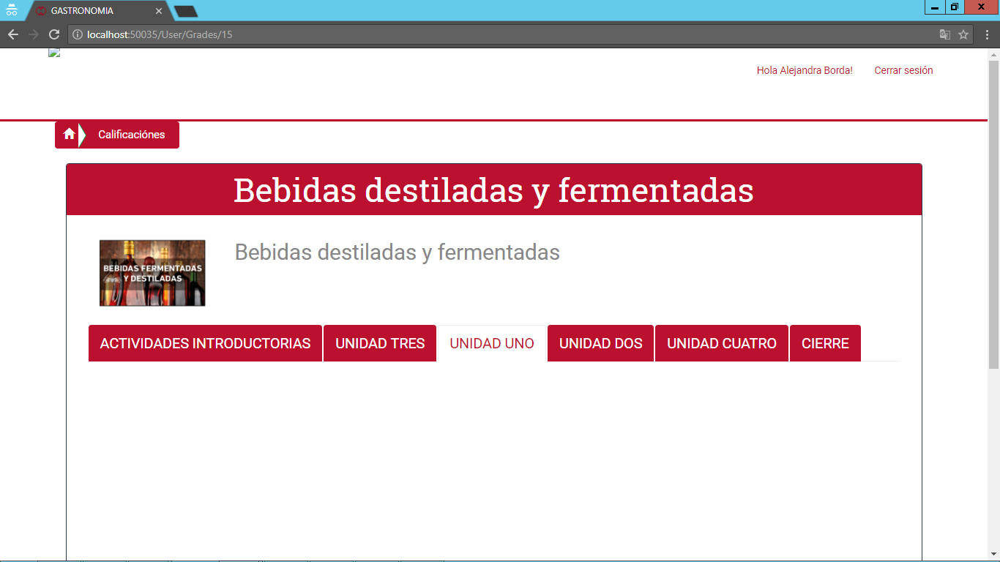 GASTRONOMIA
localhost:50035/User/Grades/15
Hola Alejandra Borda! Cerrar sesión
Calificaciónes
Bebidas destiladas y fermentadas
BEBIDAS FERMENTADAS
Y DESTILADAS
Bebidas destiladas y fermentadas
ACTIVIDADES INTRODUCTORIAS UNIDAD TRES UNIDAD UNO UNIDAD DOS UNIDAD CUATRO CIERRE